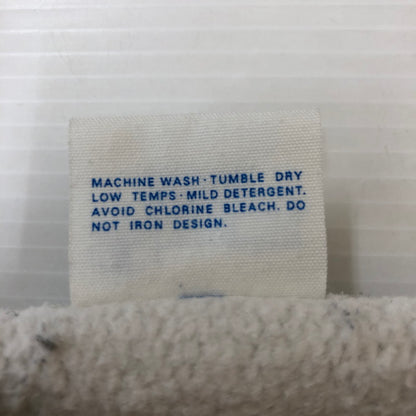 MACHINE WASH · TUMBLE DRY
LOW TEMPS · MILD DETERGENT.
AVOID CHLORINE BLEACH. DO
NOT IRON DESIGN.